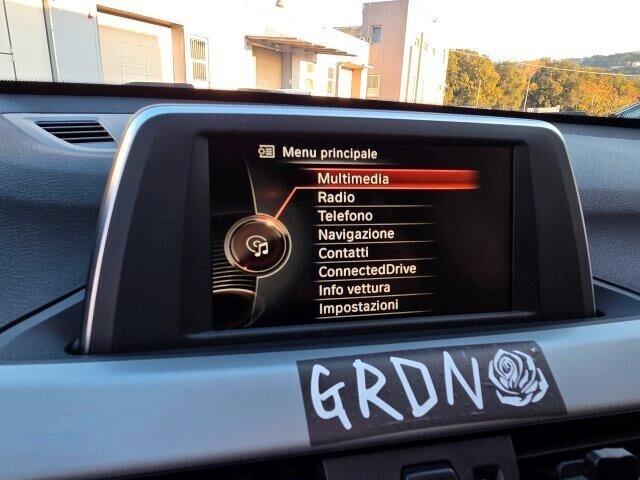 Menu principale
Multimedia
Radio
Telefono
Navigazione
Contatti
ConnectedDrive
Info vettura
Impostazioni
GRDN